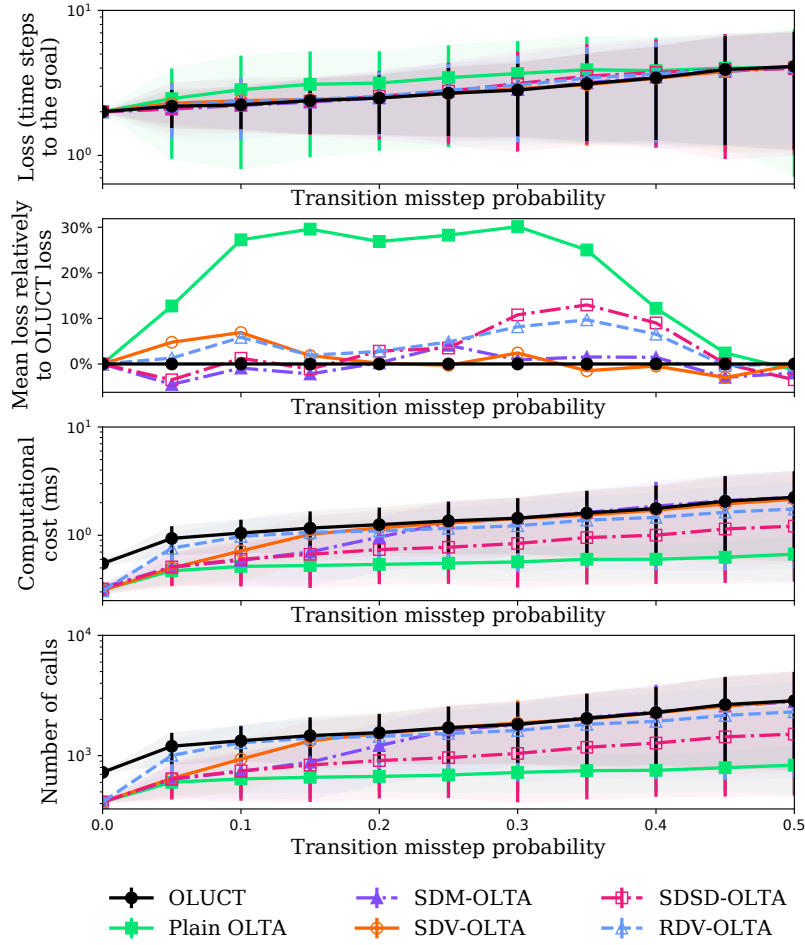 10¹
Loss (time steps
to the goal)
10⁰
Transition misstep probability
30%
20%
10%
0%
Mean loss relatively
to OLUCT loss
Transition misstep probability
10¹
10⁰
Computational
cost (ms)
Transition misstep probability
10⁴
10³
Number of calls
0.0 0.1 0.2 0.3 0.4 0.5
Transition misstep probability
OLUCT SDM-OLTA SDSD-OLTA
Plain OLTA SDV-OLTA RDV-OLTA